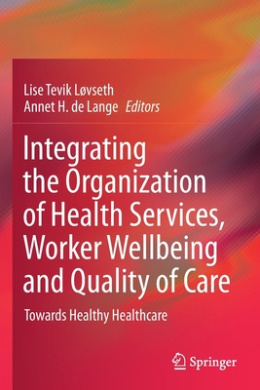 Lise Tevik Løvseth
Annet H. de Lange Editors
Integrating
the Organization
of Health Services,
Worker Wellbeing
and Quality of Care
Towards Healthy Healthcare
Springer